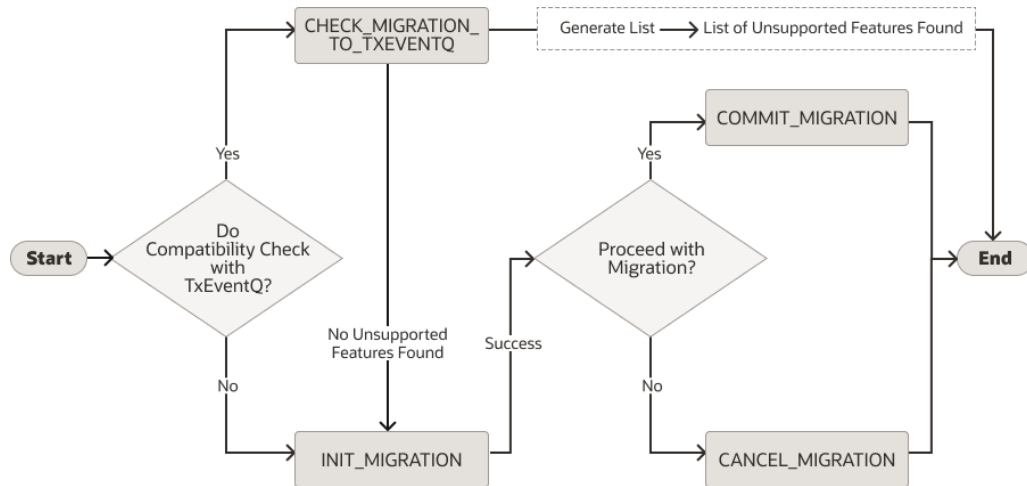 CHECK_MIGRATION_
TO_TXEVENTQ
Generate List
List of Unsupported Features Found
Yes
COMMIT_MIGRATION
Yes
Do
Compatibility Check
with
TxEventQ?
Start
Proceed with
Migration?
End
No Unsupported
Features Found
Success
No
No
INIT_MIGRATION
CANCEL_MIGRATION